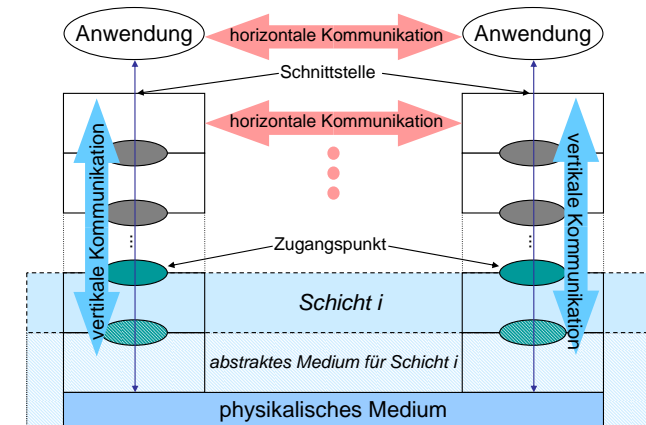 Anwendung
horizontale Kommunikation
Anwendung
Schnittstelle
horizontale Kommunikation
vertikale Kommunikation
vertikale Kommunikation
...
...
Zugangspunkt
Schicht i
abstraktes Medium für Schicht i
physikalisches Medium